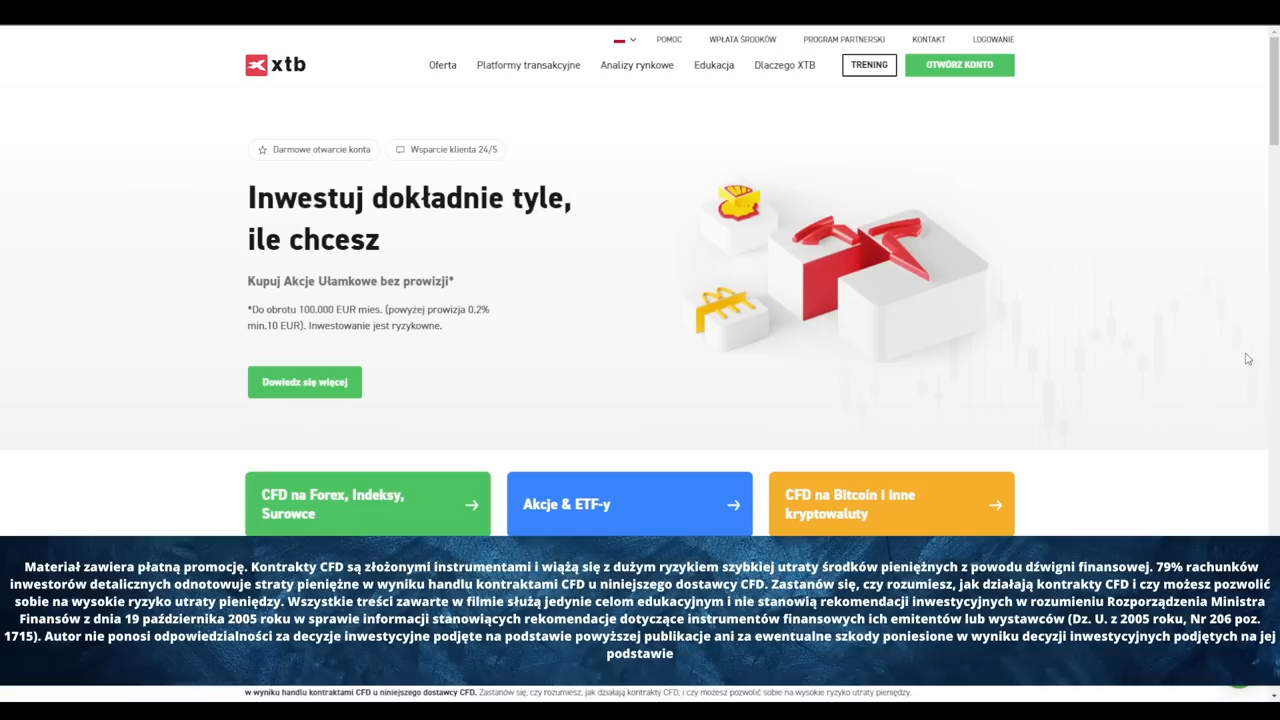 POMOC WPŁATA ŚRODKÓW PROGRAM PARTNERSKI KONTAKT LOGOWANIE
xtb Oferta Platformy transakcyjne Analizy rynkowe Edukacja Dlaczego XTB TRENING OTWÓRZ KONTO
Darmowe otwarcie konta Wsparcie klienta 24/5
Inwestuj dokładnie tyle,
ile chcesz
Kupuj Akcje Ułamkowe bez prowizji*
*Do obrotu 100.000 EUR mies. (powyżej prowizja 0.2%
min.10 EUR). Inwestowanie jest ryzykowne.
Dowiedz się więcej
CFD na Forex, Indeksy,
Surowce
Akcje & ETF-y
CFD na Bitcoin i inne
kryptowaluty
Materiał zawiera płatną promocję. Kontrakty CFD są złożonymi instrumentami i wiążą się z dużym ryzykiem szybkiej utraty środków pieniężnych z powodu dźwigni finansowej. 79% rachunków
inwestorów detalicznych odnotowuje straty pieniężne w wyniku handlu kontraktami CFD u niniejszego dostawcy CFD. Zastanów się, czy rozumiesz, jak działają kontrakty CFD i czy możesz pozwolić
sobie na wysokie ryzyko utraty pieniędzy. Wszystkie treści zawarte w filmie służą jedynie celom edukacyjnym i nie stanowią rekomendacji inwestycyjnych w rozumieniu Rozporządzenia Ministra
Finansów z dnia 19 października 2005 roku w sprawie informacji stanowiących rekomendacje dotyczące instrumentów finansowych ich emitentów lub wystawców (Dz. U. z 2005 roku, Nr 206 poz.
1715). Autor nie ponosi odpowiedzialności za decyzje inwestycyjne podjęte na podstawie powyższej publikacje ani za ewentualne szkody poniesione w wyniku decyzji inwestycyjnych podjętych na jej
podstawie
w wyniku handlu kontraktami CFD u niniejszego dostawcy CFD. Zastanów się, czy rozumiesz, jak działają kontrakty CFD, i czy możesz pozwolić sobie na wysokie ryzyko utraty pieniędzy.